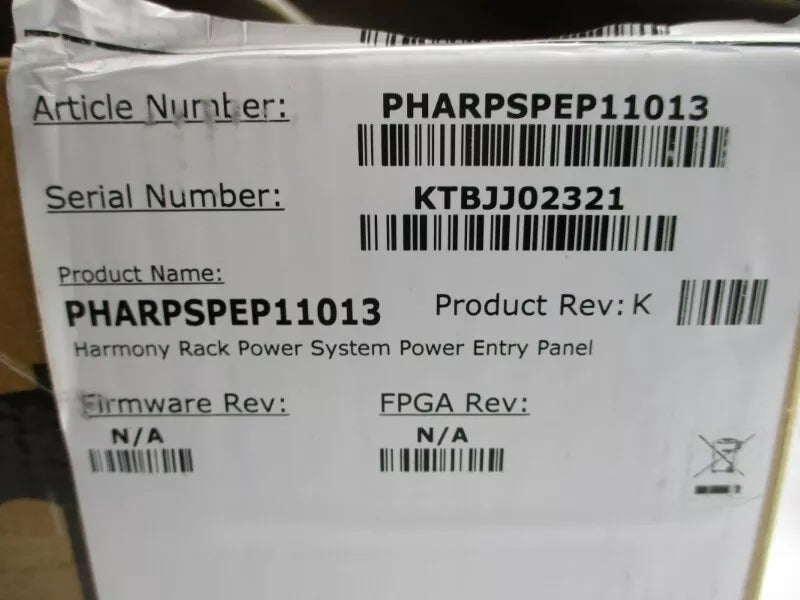 Article Number: PHARPSPEP11013
Serial Number: KTBJJ02321
Product Name:
PHARPSPEP11013 Product Rev: K
Harmony Rack Power System Power Entry Panel
Firmware Rev: FPGA Rev:
N/A N/A